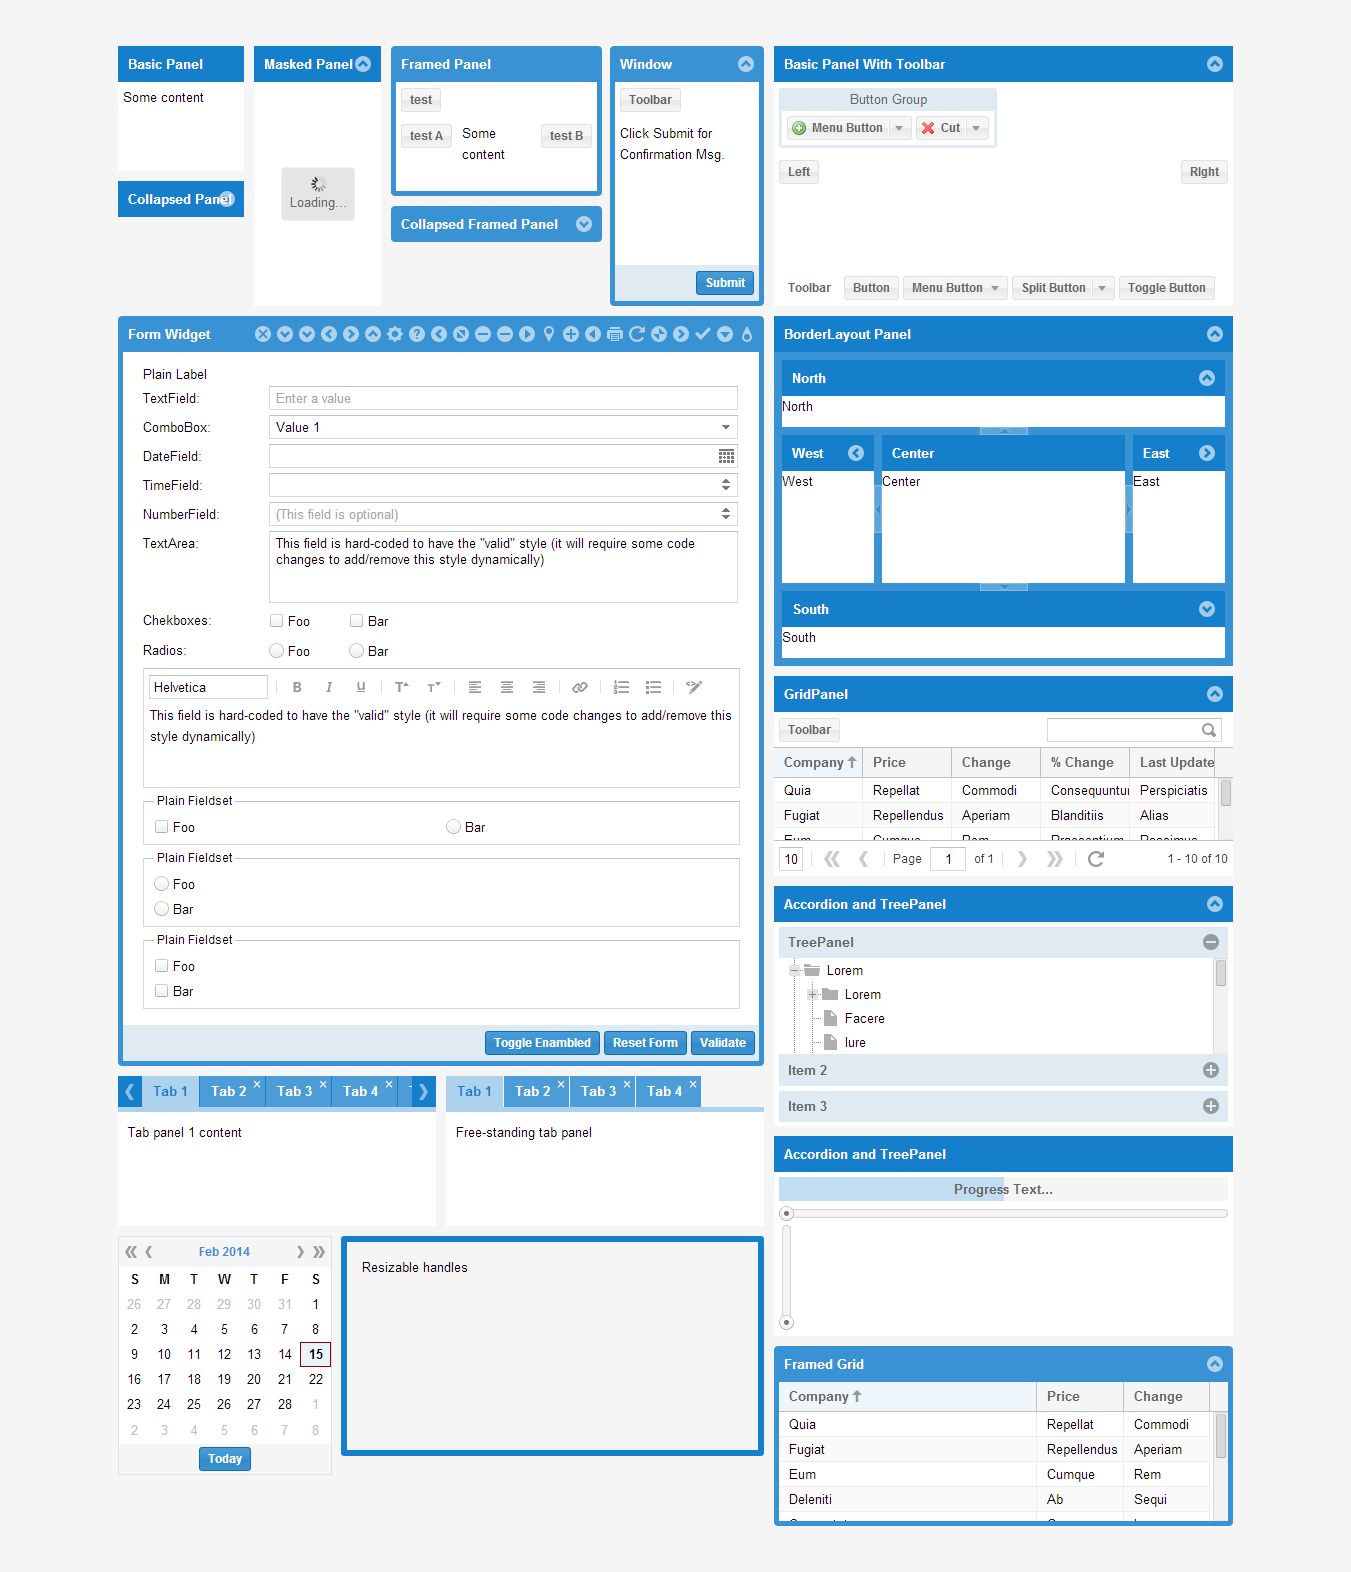 Basic Panel
Some content
Collapsed Panel
Masked Panel
Loading...
Framed Panel
test
test A
Some
content
test B
Collapsed Framed Panel
Window
Toolbar
Click Submit for
Confirmation Msg.
Submit
Basic Panel With Toolbar
Button Group
Menu Button
Cut
Left
Right
Toolbar
Button
Menu Button
Split Button
Toggle Button
Form Widget
Plain Label
TextField:
Enter a value
ComboBox:
Value 1
DateField:
TimeField:
NumberField:
(This field is optional)
TextArea:
This field is hard-coded to have the "valid" style (it will require some code
changes to add/remove this style dynamically)
Chekboxes:
Foo
Bar
Radios:
Foo
Bar
Helvetica
B I U T T
This field is hard-coded to have the "valid" style (it will require some code changes to add/remove this
style dynamically)
Plain Fieldset
Foo
Bar
Plain Fieldset
Foo
Bar
Plain Fieldset
Foo
Bar
Toggle Enambled
Reset Form
Validate
BorderLayout Panel
North
North
West
West
Center
Center
East
East
South
South
GridPanel
Toolbar
Company Price Change % Change Last Update
Quia Repellat Commodi Consequuntur Perspiciatis
Fugiat Repellendus Aperiam Blanditiis Alias
Eum Cumque Rem Praesentium Possimus
10
Page 1 of 1
1 - 10 of 10
Accordion and TreePanel
TreePanel
Lorem
Lorem
Facere
Iure
Item 2
Item 3
Tab 1 Tab 2 Tab 3 Tab 4
Tab panel 1 content
Tab 1 Tab 2 Tab 3 Tab 4
Free-standing tab panel
Accordion and TreePanel
Progress Text...
Feb 2014
S M T W T F S
26 27 28 29 30 31 1
2 3 4 5 6 7 8
9 10 11 12 13 14 15
16 17 18 19 20 21 22
23 24 25 26 27 28 1
2 3 4 5 6 7 8
Today
Resizable handles
Framed Grid
Company Price Change
Quia Repellat Commodi
Fugiat Repellendus Aperiam
Eum Cumque Rem
Deleniti Ab Sequi